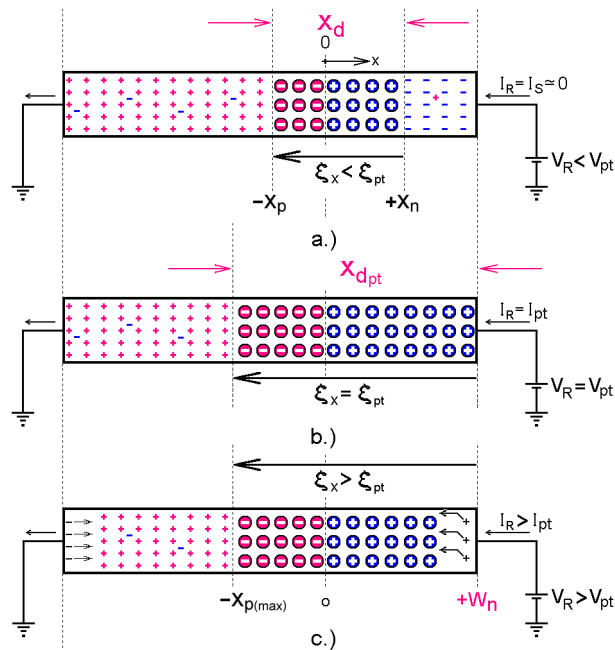 x_d
0
x
I_R = I_S ≃ 0
V_R < V_pt
ξ_x < ξ_pt
−x_p
+x_n
a.)
x_dpt
I_R = I_pt
V_R = V_pt
ξ_x = ξ_pt
b.)
ξ_x > ξ_pt
I_R > I_pt
V_R > V_pt
−x_p(max)
o
+W_n
c.)